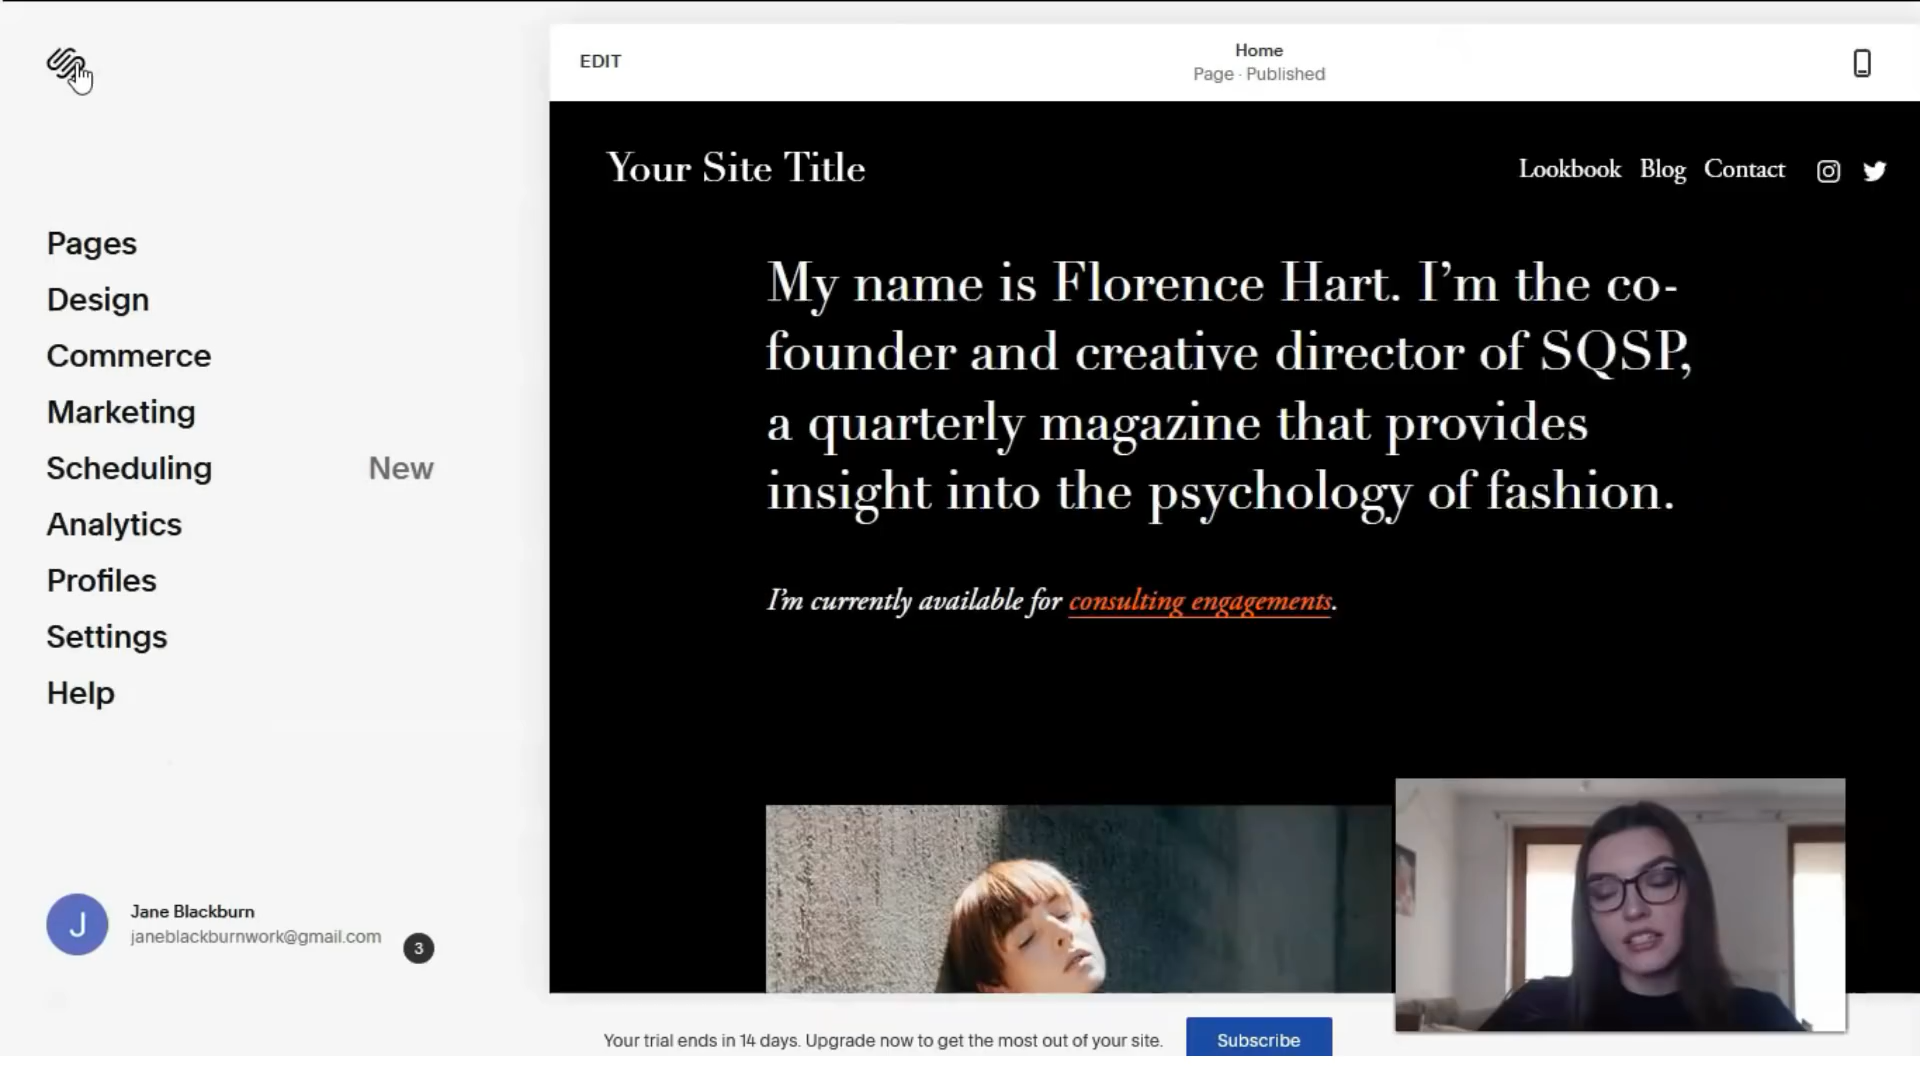 EDIT
Home
Page · Published
Your Site Title
Lookbook Blog Contact
Pages
Design
Commerce
Marketing
Scheduling New
Analytics
Profiles
Settings
Help
My name is Florence Hart. I’m the co-
founder and creative director of SQSP,
a quarterly magazine that provides
insight into the psychology of fashion.
I’m currently available for consulting engagements.
J
Jane Blackburn
janeblackburnwork@gmail.com
3
Your trial ends in 14 days. Upgrade now to get the most out of your site.
Subscribe